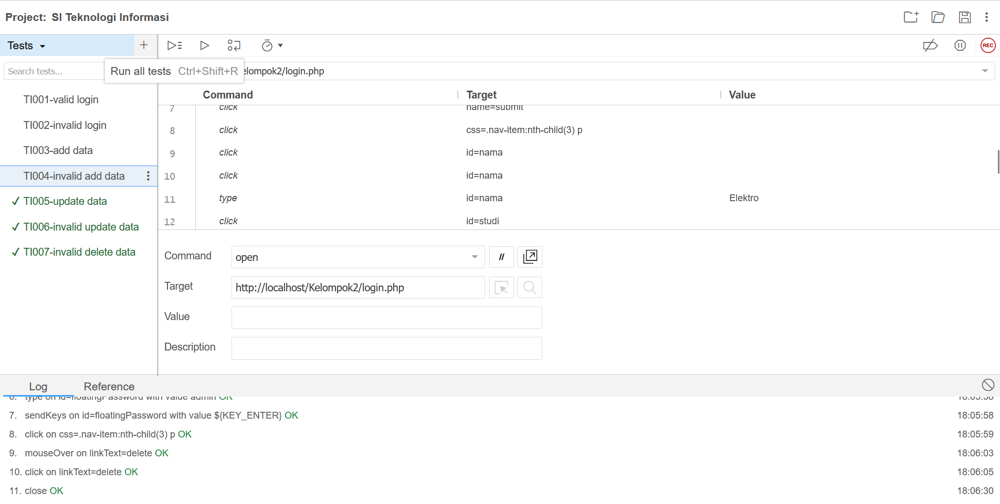 Project: SI Teknologi Informasi
Tests
REC
Search tests...
Run all tests Ctrl+Shift+R
elompok2/login.php
Command Target Value
TI001-valid login
TI002-invalid login
TI003-add data
TI004-invalid add data
TI005-update data
TI006-invalid update data
TI007-invalid delete data
7 click name=submit
8 click css=.nav-item:nth-child(3) p
9 click id=nama
10 click id=nama
11 type id=nama Elektro
12 click id=studi
Command open //
Target http://localhost/Kelompok2/login.php
Value
Description
Log Reference
6. type on id=floatingPassword with value admin OK 18:05:58
7. sendKeys on id=floatingPassword with value ${KEY_ENTER} OK 18:05:58
8. click on css=.nav-item:nth-child(3) p OK 18:05:59
9. mouseOver on linkText=delete OK 18:06:03
10. click on linkText=delete OK 18:06:05
11. close OK 18:06:30